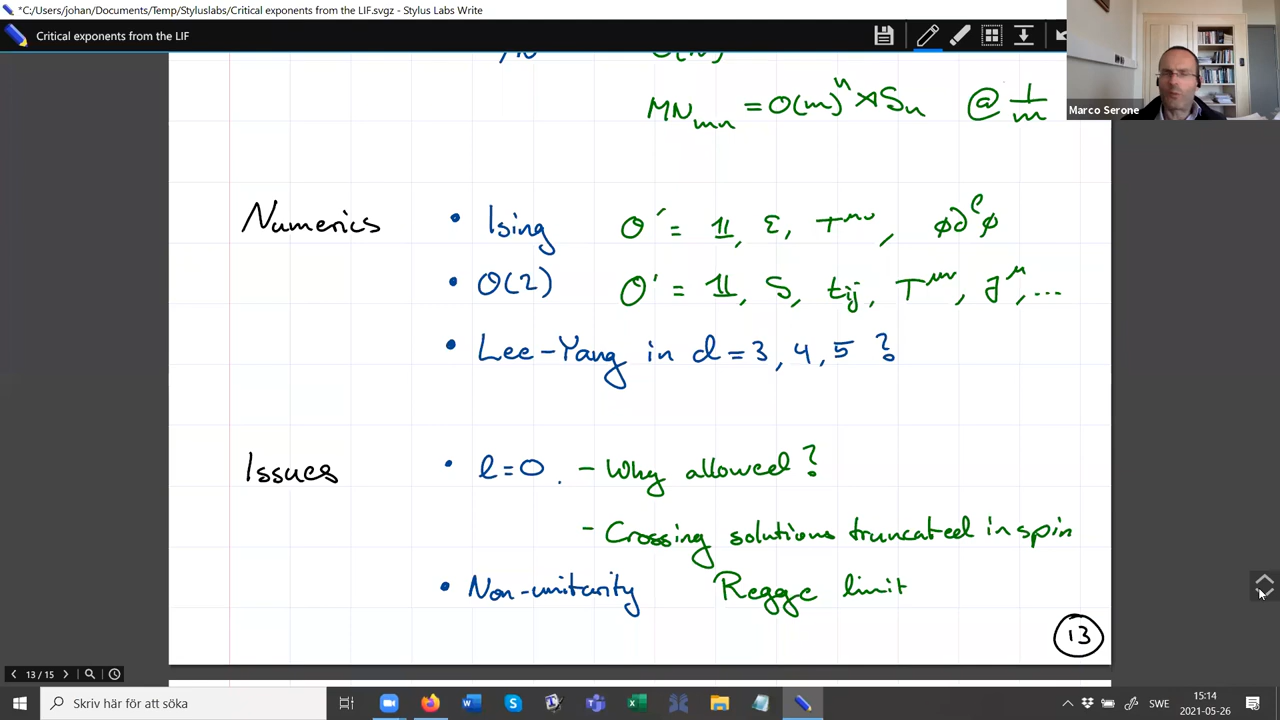 *C:/Users/johan/Documents/Temp/Styluslabs/Critical exponents from the LIF.svgz - Stylus Labs Write
Critical exponents from the LIF
Marco Serone
MN_mn = O(m)^n ⋊ S_n @ 1/m
Numerics • Ising O' = 𝟙, ε, T^μν, φ∂^ℓφ
• O(2) O' = 𝟙, S, t_ij, T^μν, J^μ, ...
• Lee-Yang in d = 3, 4, 5 ?
Issues • l=0. - Why allowed ?
- Crossing solutions truncated in spin
• Non-unitarity Regge limit
13
13 / 15
Skriv här för att söka
SWE
15:14
2021-05-26